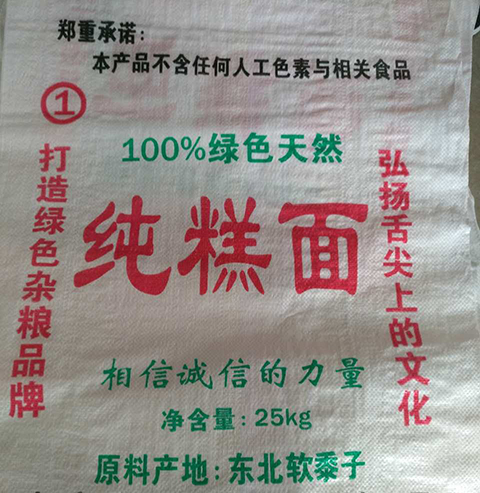 郑重承诺:
本产品不含任何人工色素与相关食品
①
100%绿色天然
打造绿色杂粮品牌
纯糕面
弘扬舌尖上的文化
相信诚信的力量
净含量: 25kg
原料产地: 东北软黍子